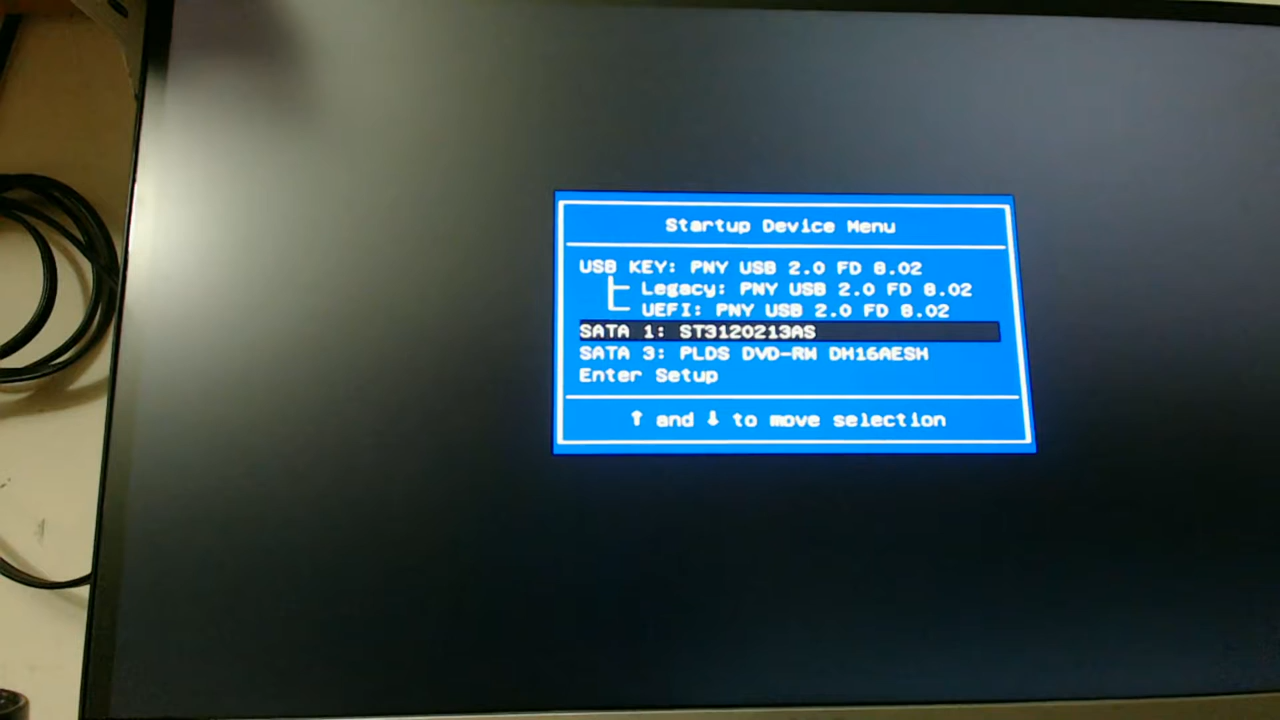 Startup Device Menu
USB KEY: PNY USB 2.0 FD 8.02
Legacy: PNY USB 2.0 FD 8.02
UEFI: PNY USB 2.0 FD 8.02
SATA 1: ST3120213AS
SATA 3: PLDS DVD-RW DH16AESH
Enter Setup
↑ and ↓ to move selection